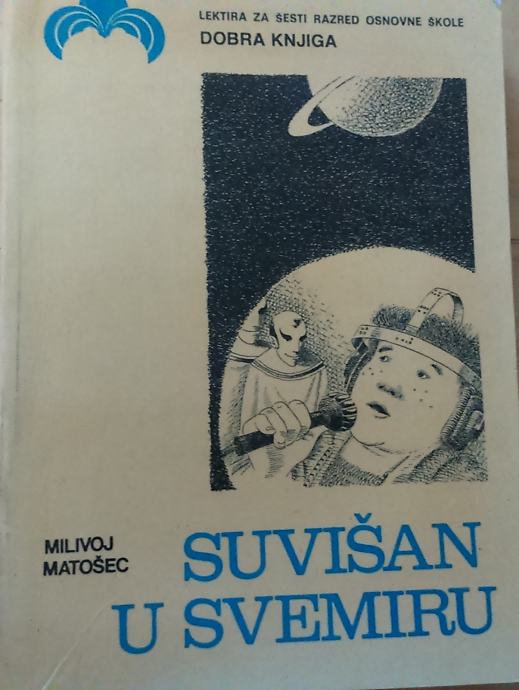 LEKTIRA ZA ŠESTI RAZRED OSNOVNE ŠKOLE
DOBRA KNJIGA
MILIVOJ
MATOŠEC
SUVIŠAN
U SVEMIRU